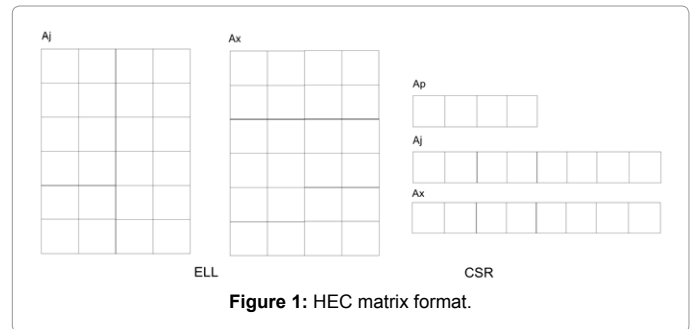 Aj
Ax
Ap
Aj
Ax
ELL
CSR
Figure 1: HEC matrix format.